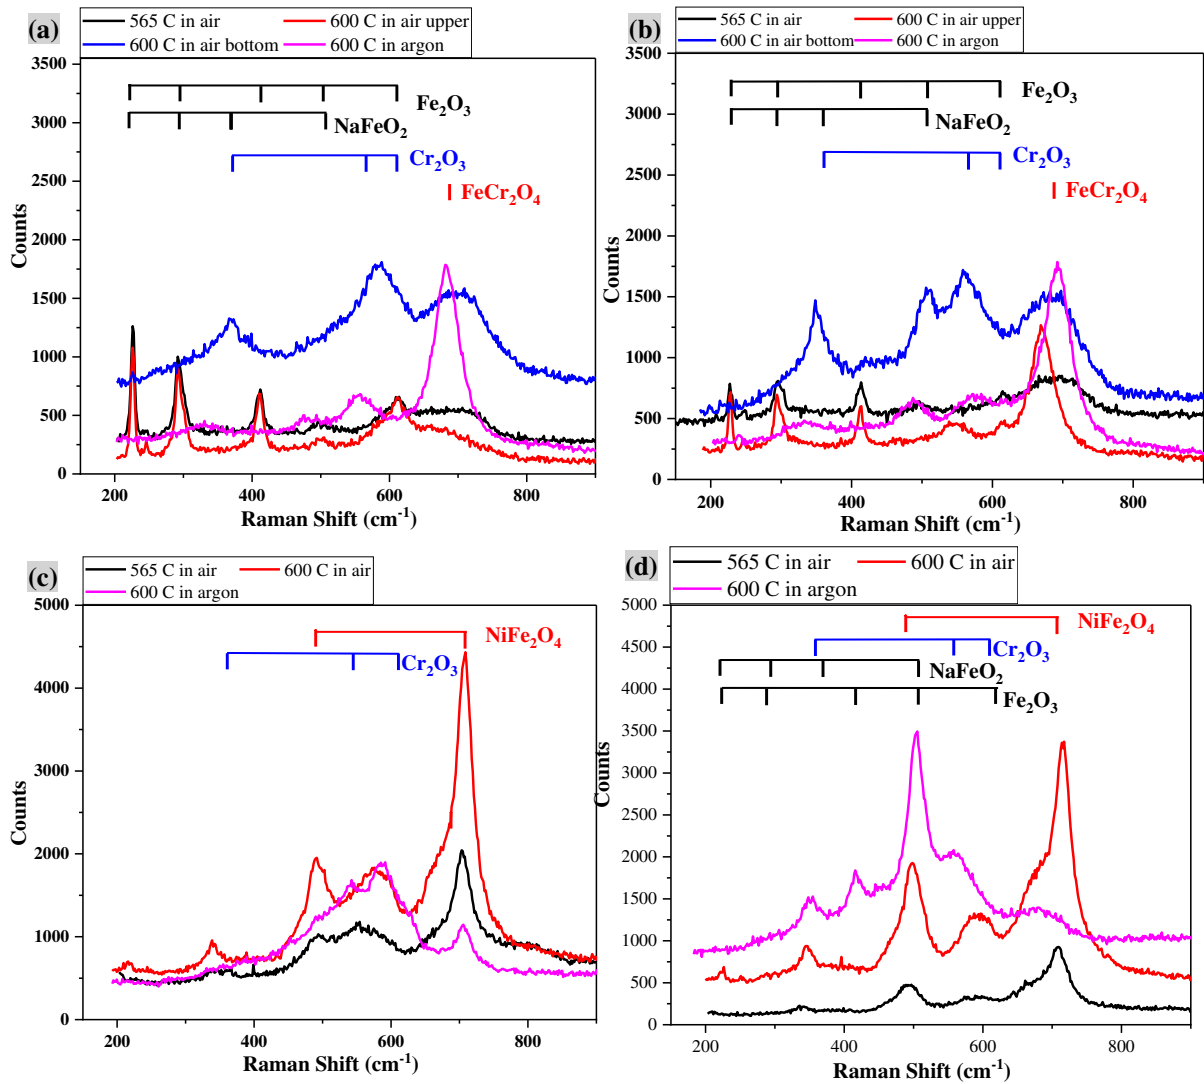 (a)
565 C in air
600 C in air upper
600 C in air bottom
600 C in argon
Fe₂O₃
NaFeO₂
Cr₂O₃
FeCr₂O₄
3500
3000
2500
2000
1500
1000
500
0
Counts
200
400
600
800
Raman Shift (cm⁻¹)
(b)
565 C in air
600 C in air upper
600 C in air bottom
600 C in argon
Fe₂O₃
NaFeO₂
Cr₂O₃
FeCr₂O₄
3500
3000
2500
2000
1500
1000
500
0
Counts
200
400
600
800
Raman Shift (cm⁻¹)
(c)
565 C in air
600 C in air
600 C in argon
NiFe₂O₄
Cr₂O₃
5000
4000
3000
2000
1000
0
Counts
200
400
600
800
Raman Shift (cm⁻¹)
(d)
565 C in air
600 C in air
600 C in argon
NiFe₂O₄
Cr₂O₃
NaFeO₂
Fe₂O₃
5000
4500
4000
3500
3000
2500
2000
1500
1000
500
0
Counts
200
400
600
800
Raman Shift (cm⁻¹)